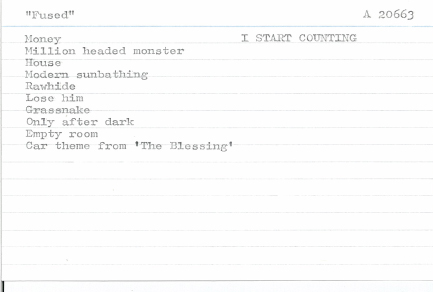 "Fused" A 20663
Money I START COUNTING
Million headed monster
House
Modern sunbathing
Rawhide
Lose him
Grassnake
Only after dark
Empty room
Car theme from 'The Blessing'